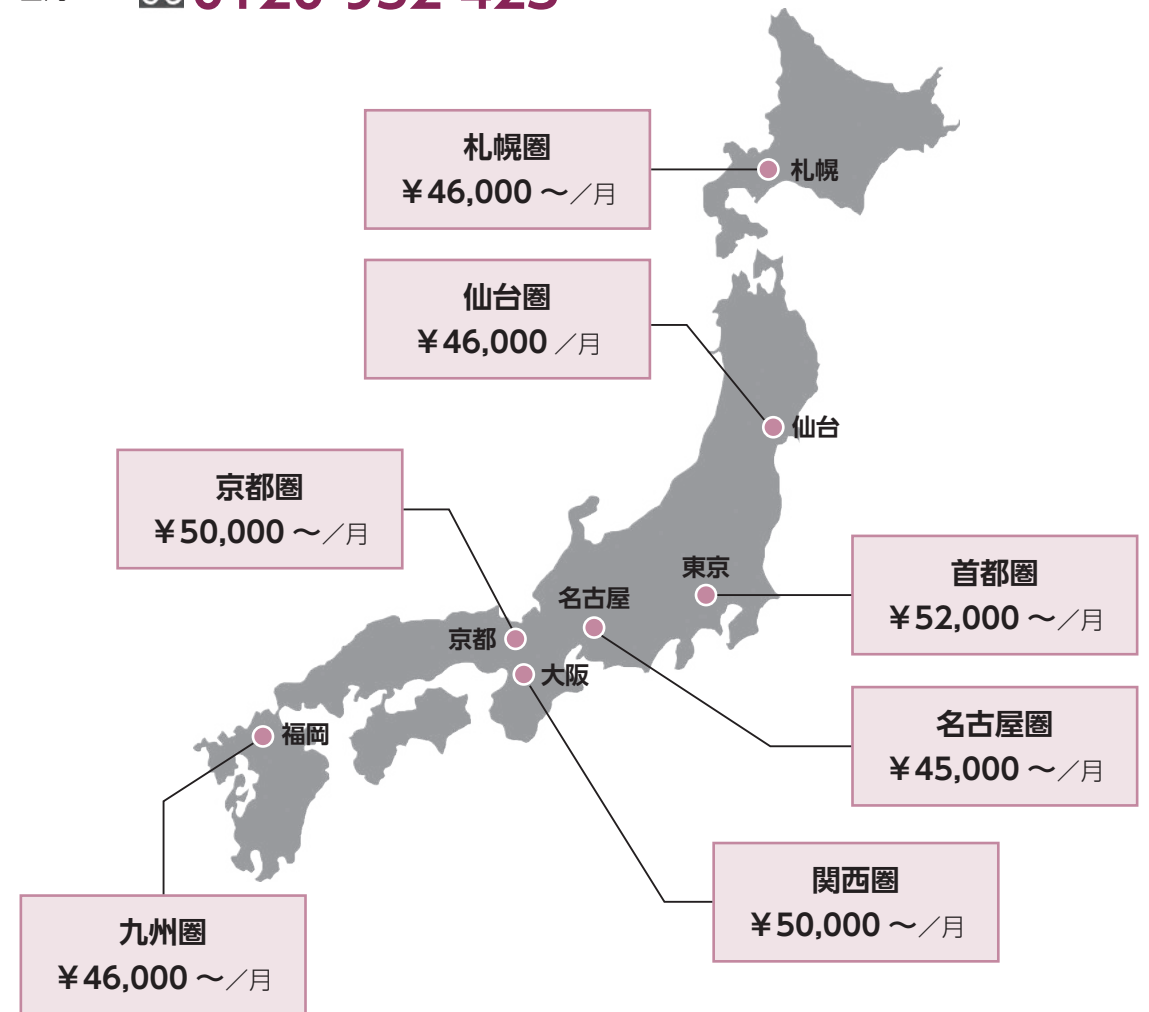 札幌圏
¥46,000 ～／月
札幌
仙台圏
¥46,000 ／月
仙台
京都圏
¥50,000 ～／月
東京
首都圏
¥52,000 ～／月
名古屋
京都
大阪
名古屋圏
¥45,000 ～／月
福岡
関西圏
¥50,000 ～／月
九州圏
¥46,000 ～／月